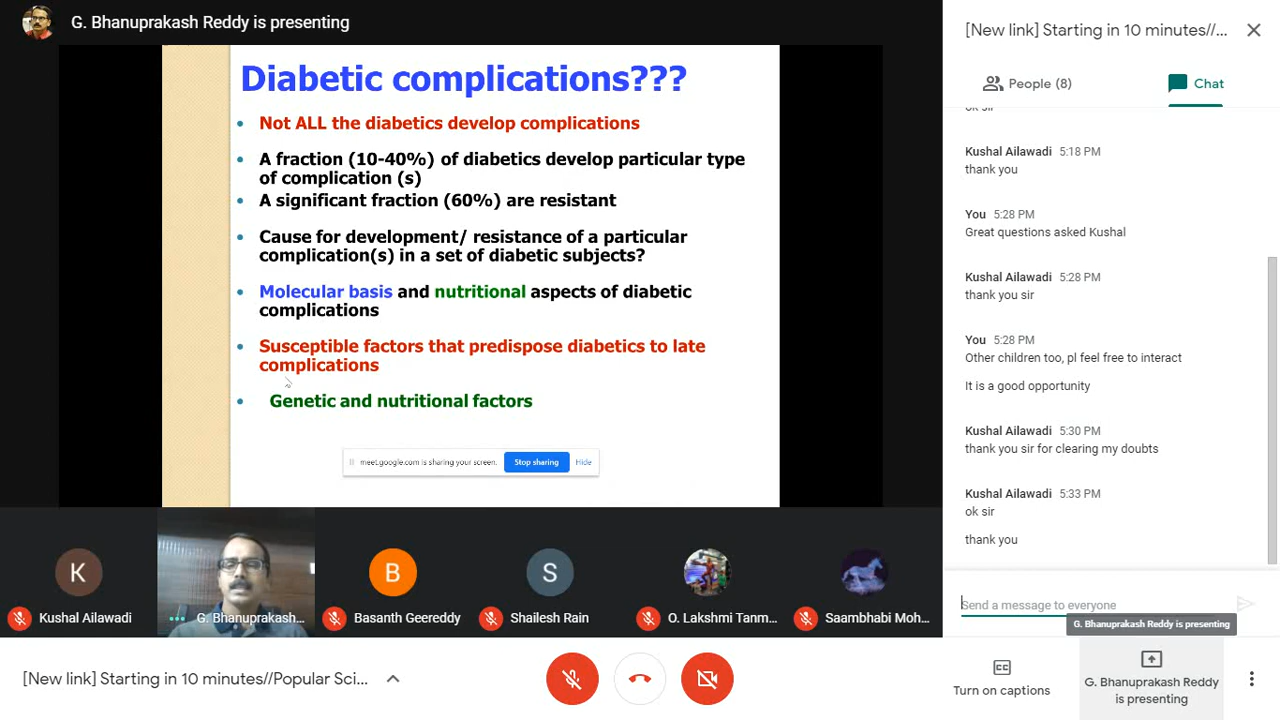 G. Bhanuprakash Reddy is presenting
Diabetic complications???
• Not ALL the diabetics develop complications
• A fraction (10-40%) of diabetics develop particular type
of complication (s)
• A significant fraction (60%) are resistant
• Cause for development/ resistance of a particular
complication(s) in a set of diabetic subjects?
• Molecular basis and nutritional aspects of diabetic
complications
• Susceptible factors that predispose diabetics to late
complications
• Genetic and nutritional factors
meet.google.com is sharing your screen. Stop sharing Hide
K
B
S
Kushal Ailawadi
G. Bhanuprakash...
Basanth Geereddy
Shailesh Rain
O. Lakshmi Tanm...
Saambhabi Moh...
[New link] Starting in 10 minutes//Popular Sci...
[New link] Starting in 10 minutes//...
People (8)
Chat
ok sir
Kushal Ailawadi 5:18 PM
thank you
You 5:28 PM
Great questions asked Kushal
Kushal Ailawadi 5:28 PM
thank you sir
You 5:28 PM
Other children too, pl feel free to interact
It is a good opportunity
Kushal Ailawadi 5:30 PM
thank you sir for clearing my doubts
Kushal Ailawadi 5:33 PM
ok sir
thank you
Send a message to everyone
G. Bhanuprakash Reddy is presenting
Turn on captions
G. Bhanuprakash Reddy
is presenting